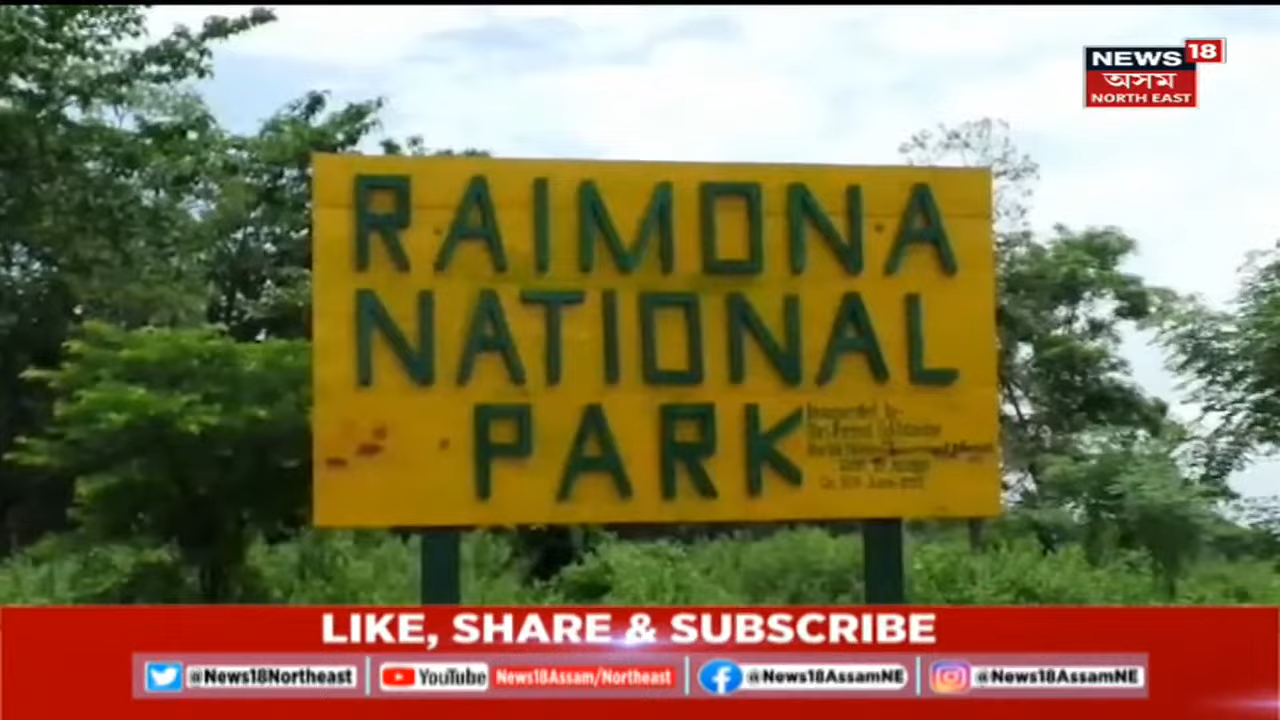 NEWS 18
অসম
NORTH EAST
RAIMONA
NATIONAL
PARK
LIKE, SHARE & SUBSCRIBE
@News18Northeast YouTube News18Assam/Northeast @News18AssamNE @News18AssamNE